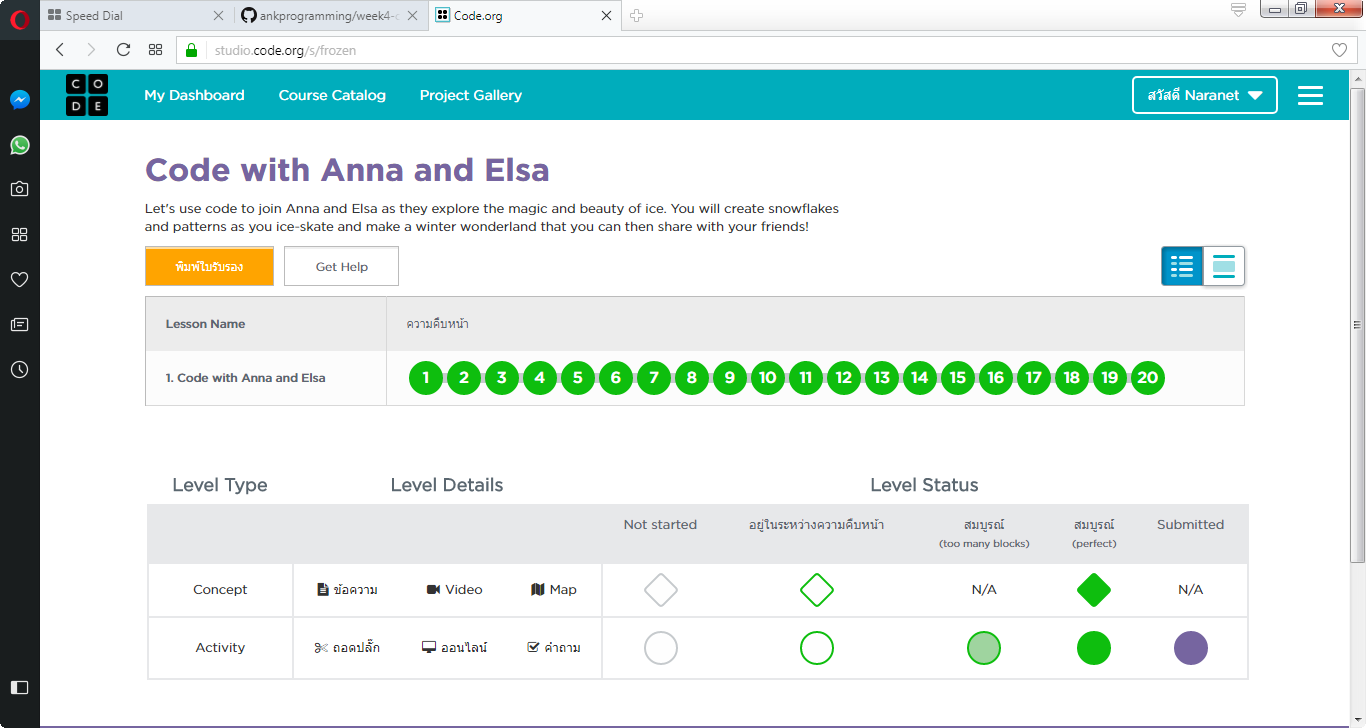 Speed Dial
ankprogramming/week4-c
Code.org
studio.code.org/s/frozen
C O
D E
My Dashboard
Course Catalog
Project Gallery
สวัสดี Naranet
Code with Anna and Elsa
Let's use code to join Anna and Elsa as they explore the magic and beauty of ice. You will create snowflakes
and patterns as you ice-skate and make a winter wonderland that you can then share with your friends!
พิมพ์ใบรับรอง
Get Help
Lesson Name
ความคืบหน้า
1. Code with Anna and Elsa
1 2 3 4 5 6 7 8 9 10 11 12 13 14 15 16 17 18 19 20
Level Type
Level Details
Level Status
Not started
อยู่ในระหว่างความคืบหน้า
สมบูรณ์
(too many blocks)
สมบูรณ์
(perfect)
Submitted
Concept
ข้อความ
Video
Map
N/A
N/A
Activity
ถอดปลั๊ก
ออนไลน์
คำถาม